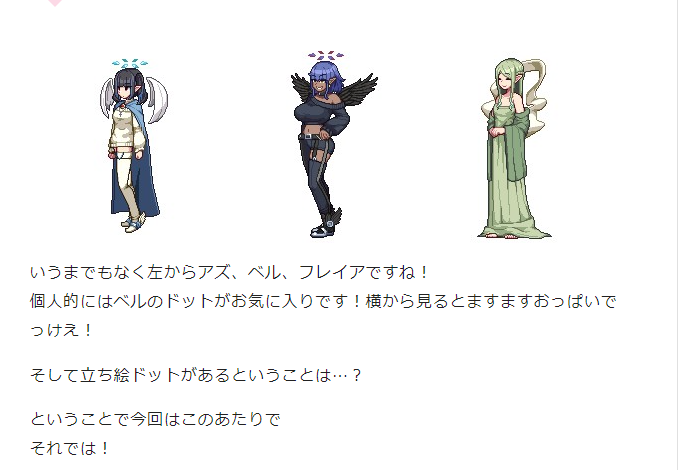 いうまでもなく左からアズ、ベル、フレイアですね！
個人的にはベルのドットがお気に入りです！横から見るとますますおっぱいで
っけえ！
そして立ち絵ドットがあるということは…？
ということで今回はこのあたりで
それでは！